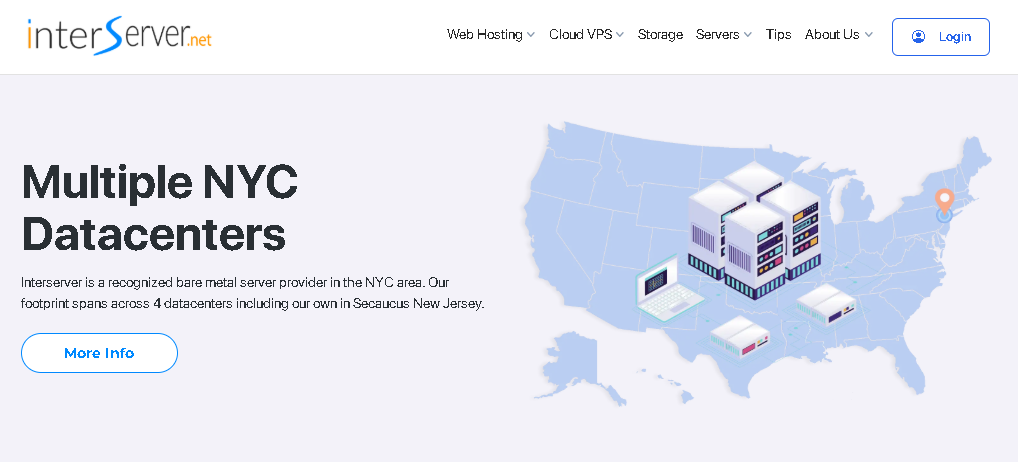 interServer.net
Web Hosting Cloud VPS Storage Servers Tips About Us Login
Multiple NYC
Datacenters
Interserver is a recognized bare metal server provider in the NYC area. Our
footprint spans across 4 datacenters including our own in Secaucus New Jersey.
More Info